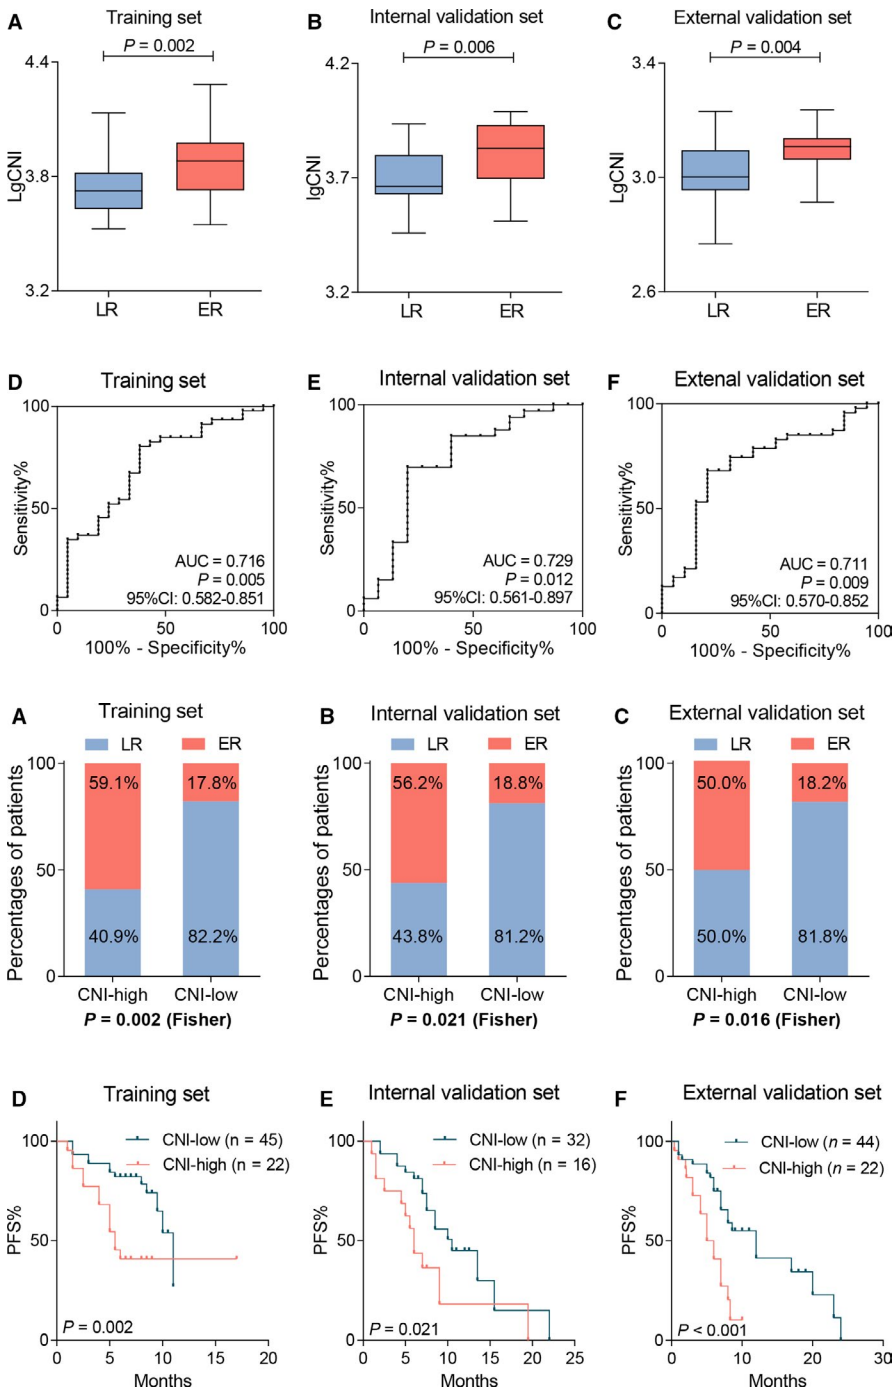 A Training set
P = 0.002
LgCNI
4.4
3.8
3.2
LR ER
B Internal validation set
P = 0.006
lgCNI
4.2
3.7
3.2
LR ER
C External validation set
P = 0.004
LgCNI
3.4
3.0
2.6
LR ER
D Training set
Sensitivity%
100
50
0
AUC = 0.716
P = 0.005
95%CI: 0.582-0.851
0 50 100
100% - Specificity%
E Internal validation set
Sensitivity%
100
50
0
AUC = 0.729
P = 0.012
95%CI: 0.561-0.897
0 50 100
100% - Specificity%
F Extenal validation set
Sensitivity%
100
50
0
AUC = 0.711
P = 0.009
95%CI: 0.570-0.852
0 50 100
100% - Specificity%
A Training set
LR ER
Percentages of patients
100
50
0
59.1% 17.8%
40.9% 82.2%
CNI-high CNI-low
P = 0.002 (Fisher)
B Internal validation set
LR ER
Percentages of patients
100
50
0
56.2% 18.8%
43.8% 81.2%
CNI-high CNI-low
P = 0.021 (Fisher)
C External validation set
LR ER
Percentages of patients
100
50
0
50.0% 18.2%
50.0% 81.8%
CNI-high CNI-low
P = 0.016 (Fisher)
D Training set
PFS%
100
50
0
CNI-low (n = 45)
CNI-high (n = 22)
P = 0.002
0 5 10 15 20
Months
E Internal validation set
PFS%
100
50
0
CNI-low (n = 32)
CNI-high (n = 16)
P = 0.021
0 5 10 15 20 25
Months
F External validation set
PFS%
100
50
0
CNI-low (n = 44)
CNI-high (n = 22)
P < 0.001
0 10 20 30
Months